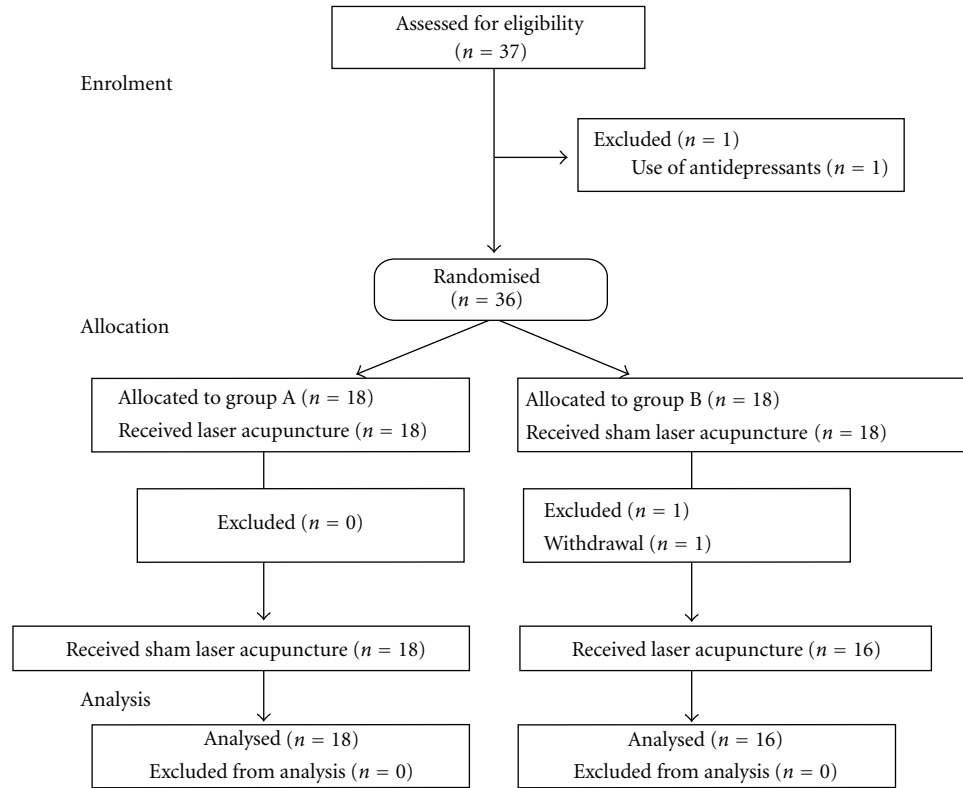 Assessed for eligibility
(n = 37)
Enrolment
Excluded (n = 1)
Use of antidepressants (n = 1)
Randomised
(n = 36)
Allocation
Allocated to group A (n = 18)
Received laser acupuncture (n = 18)
Allocated to group B (n = 18)
Received sham laser acupuncture (n = 18)
Excluded (n = 0)
Excluded (n = 1)
Withdrawal (n = 1)
Received sham laser acupuncture (n = 18)
Received laser acupuncture (n = 16)
Analysis
Analysed (n = 18)
Excluded from analysis (n = 0)
Analysed (n = 16)
Excluded from analysis (n = 0)